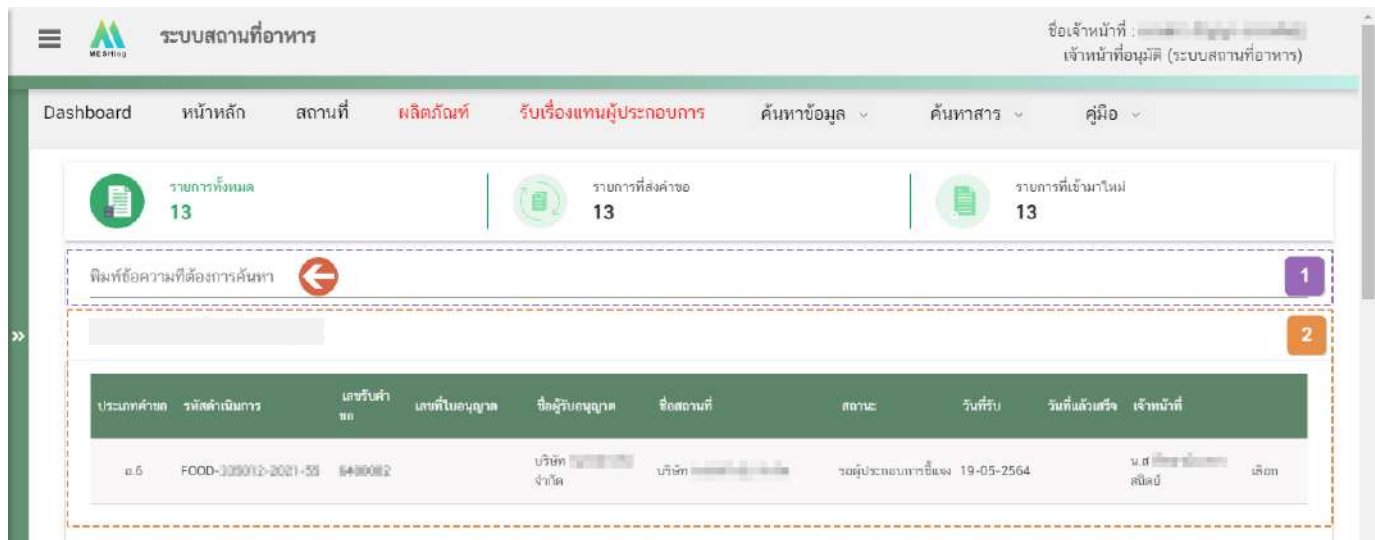 ระบบสถานที่อาหาร
ชื่อเจ้าหน้าที่ :
เจ้าหน้าที่อนุมัติ (ระบบสถานที่อาหาร)
Dashboard หน้าหลัก สถานที่ ผลิตภัณฑ์ รับเรื่องแทนผู้ประกอบการ ค้นหาข้อมูล ค้นหาสาร คู่มือ
รายการทั้งหมด รายการที่ส่งคำขอ รายการที่เข้ามาใหม่
13 13 13
พิมพ์ข้อความที่ต้องการค้นหา 1
2
ประเภทคำขอ รหัสดำเนินการ เลขรับคำ เลขที่ใบอนุญาต ชื่อผู้รับอนุญาต ชื่อสถานที่ สถานะ วันที่รับ วันที่แล้วเสร็จ เจ้าหน้าที่
ขอ
บริษัท น.ส
อ.6 FOOD- บริษัท รอผู้ประกอบการชี้แจง 19-05-2564 เลือก
จำกัด